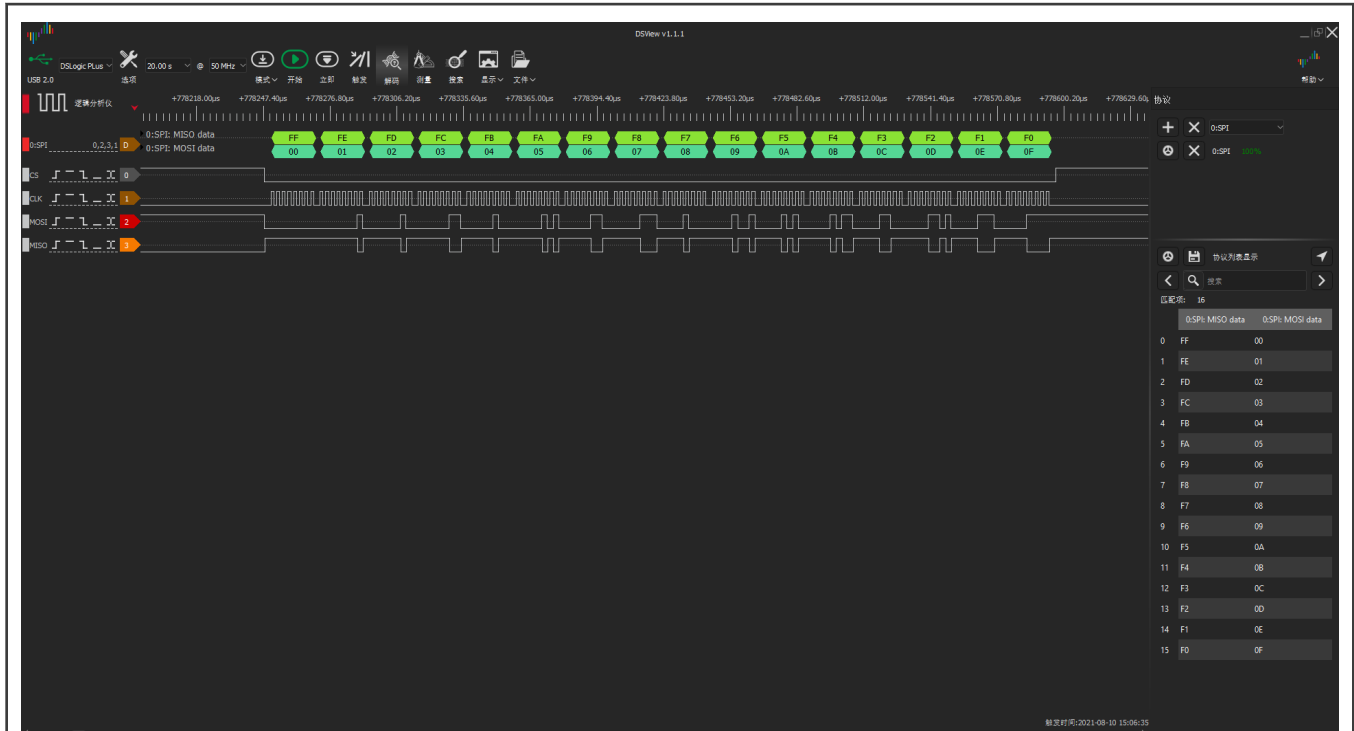 DSView v1.1.1
USB 2.0 DSLogic PLus 选项 20.00 s @ 50 MHz 模式 开始 立即 触发 解码 测量 搜索 显示 文件 帮助
逻辑分析仪 +778218.00μs +778247.40μs +778276.80μs +778306.20μs +778335.60μs +778365.00μs +778394.40μs +778423.80μs +778453.20μs +778482.60μs +778512.00μs +778541.40μs +778570.80μs +778600.20μs +778629.60μ 协议
0:SPI
0:SPI 100%
0:SPI 0,2,3,1 D
0:SPI: MISO data FF FE FD FC FB FA F9 F8 F7 F6 F5 F4 F3 F2 F1 F0
0:SPI: MOSI data 00 01 02 03 04 05 06 07 08 09 0A 0B 0C 0D 0E 0F
CS 0
CLK 1
MOSI 2
MISO 3
协议列表显示
搜索
匹配项: 16
0:SPI: MISO data 0:SPI: MOSI data
0 FF 00
1 FE 01
2 FD 02
3 FC 03
4 FB 04
5 FA 05
6 F9 06
7 F8 07
8 F7 08
9 F6 09
10 F5 0A
11 F4 0B
12 F3 0C
13 F2 0D
14 F1 0E
15 F0 0F
触发时间:2021-08-10 15:06:35